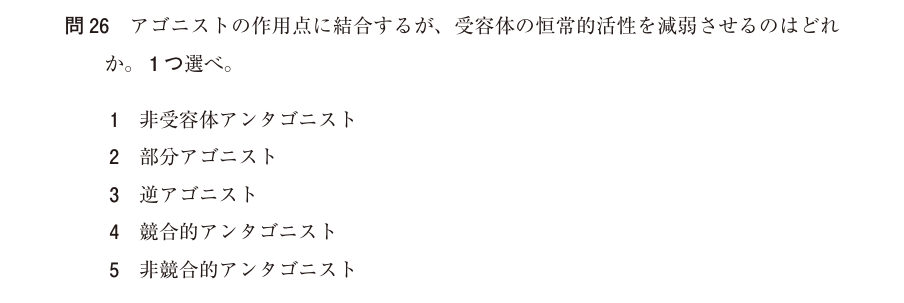 問26　アゴニストの作用点に結合するが、受容体の恒常的活性を減弱させるのはどれ
か。1つ選べ。
1　非受容体アンタゴニスト
2　部分アゴニスト
3　逆アゴニスト
4　競合的アンタゴニスト
5　非競合的アンタゴニスト